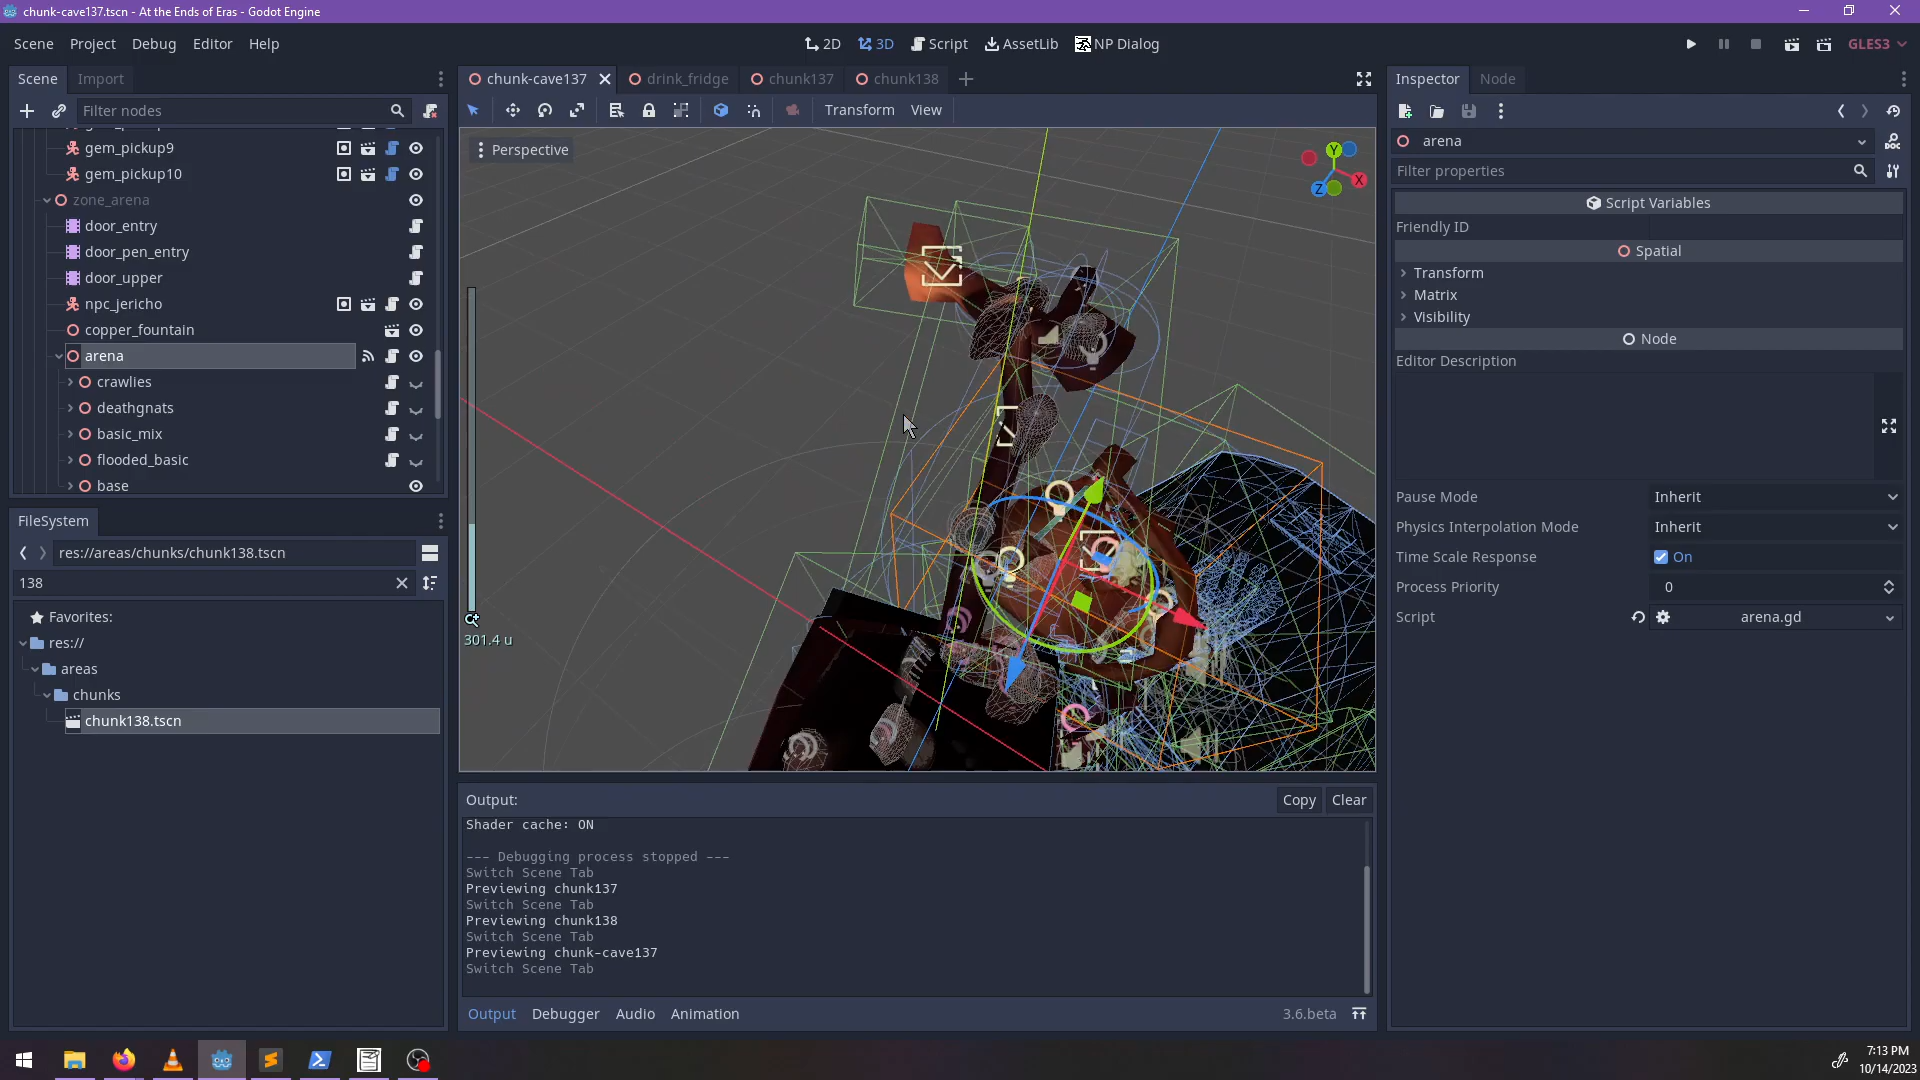 chunk-cave137.tscn - At the Ends of Eras - Godot Engine
Scene Project Debug Editor Help
2D 3D Script AssetLib NP Dialog
GLES3
Scene Import
Filter nodes
gem_pickup9
gem_pickup10
zone_arena
door_entry
door_pen_entry
door_upper
npc_jericho
copper_fountain
arena
crawlies
deathgnats
basic_mix
flooded_basic
base
FileSystem
res://areas/chunks/chunk138.tscn
138
Favorites:
res://
areas
chunks
chunk138.tscn
chunk-cave137 drink_fridge chunk137 chunk138
Transform View
Perspective
Y
X
Z
301.4 u
Output:
Copy Clear
Shader cache: ON
--- Debugging process stopped ---
Switch Scene Tab
Previewing chunk137
Switch Scene Tab
Previewing chunk138
Switch Scene Tab
Previewing chunk-cave137
Switch Scene Tab
Output Debugger Audio Animation
3.6.beta
Inspector Node
arena
Filter properties
Script Variables
Friendly ID
Spatial
Transform
Matrix
Visibility
Node
Editor Description
Pause Mode Inherit
Physics Interpolation Mode Inherit
Time Scale Response On
Process Priority 0
Script arena.gd
7:13 PM
10/14/2023